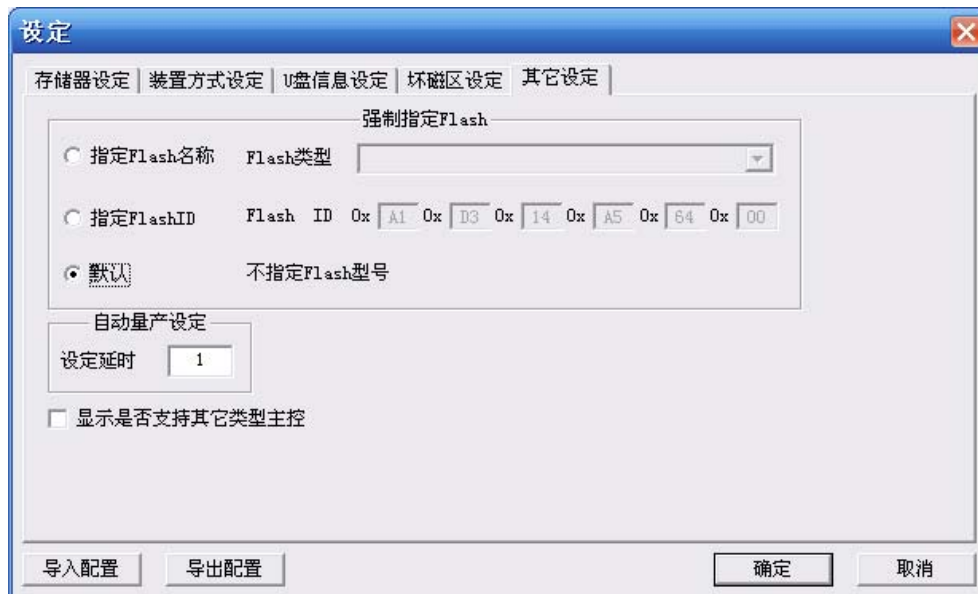 设定
存储器设定 装置方式设定 U盘信息设定 坏磁区设定 其它设定
强制指定Flash
指定Flash名称 Flash类型
指定FlashID Flash ID 0x A1 0x D3 0x 14 0x A5 0x 64 0x 00
默认 不指定Flash型号
自动量产设定
设定延时 1
显示是否支持其它类型主控
导入配置 导出配置 确定 取消